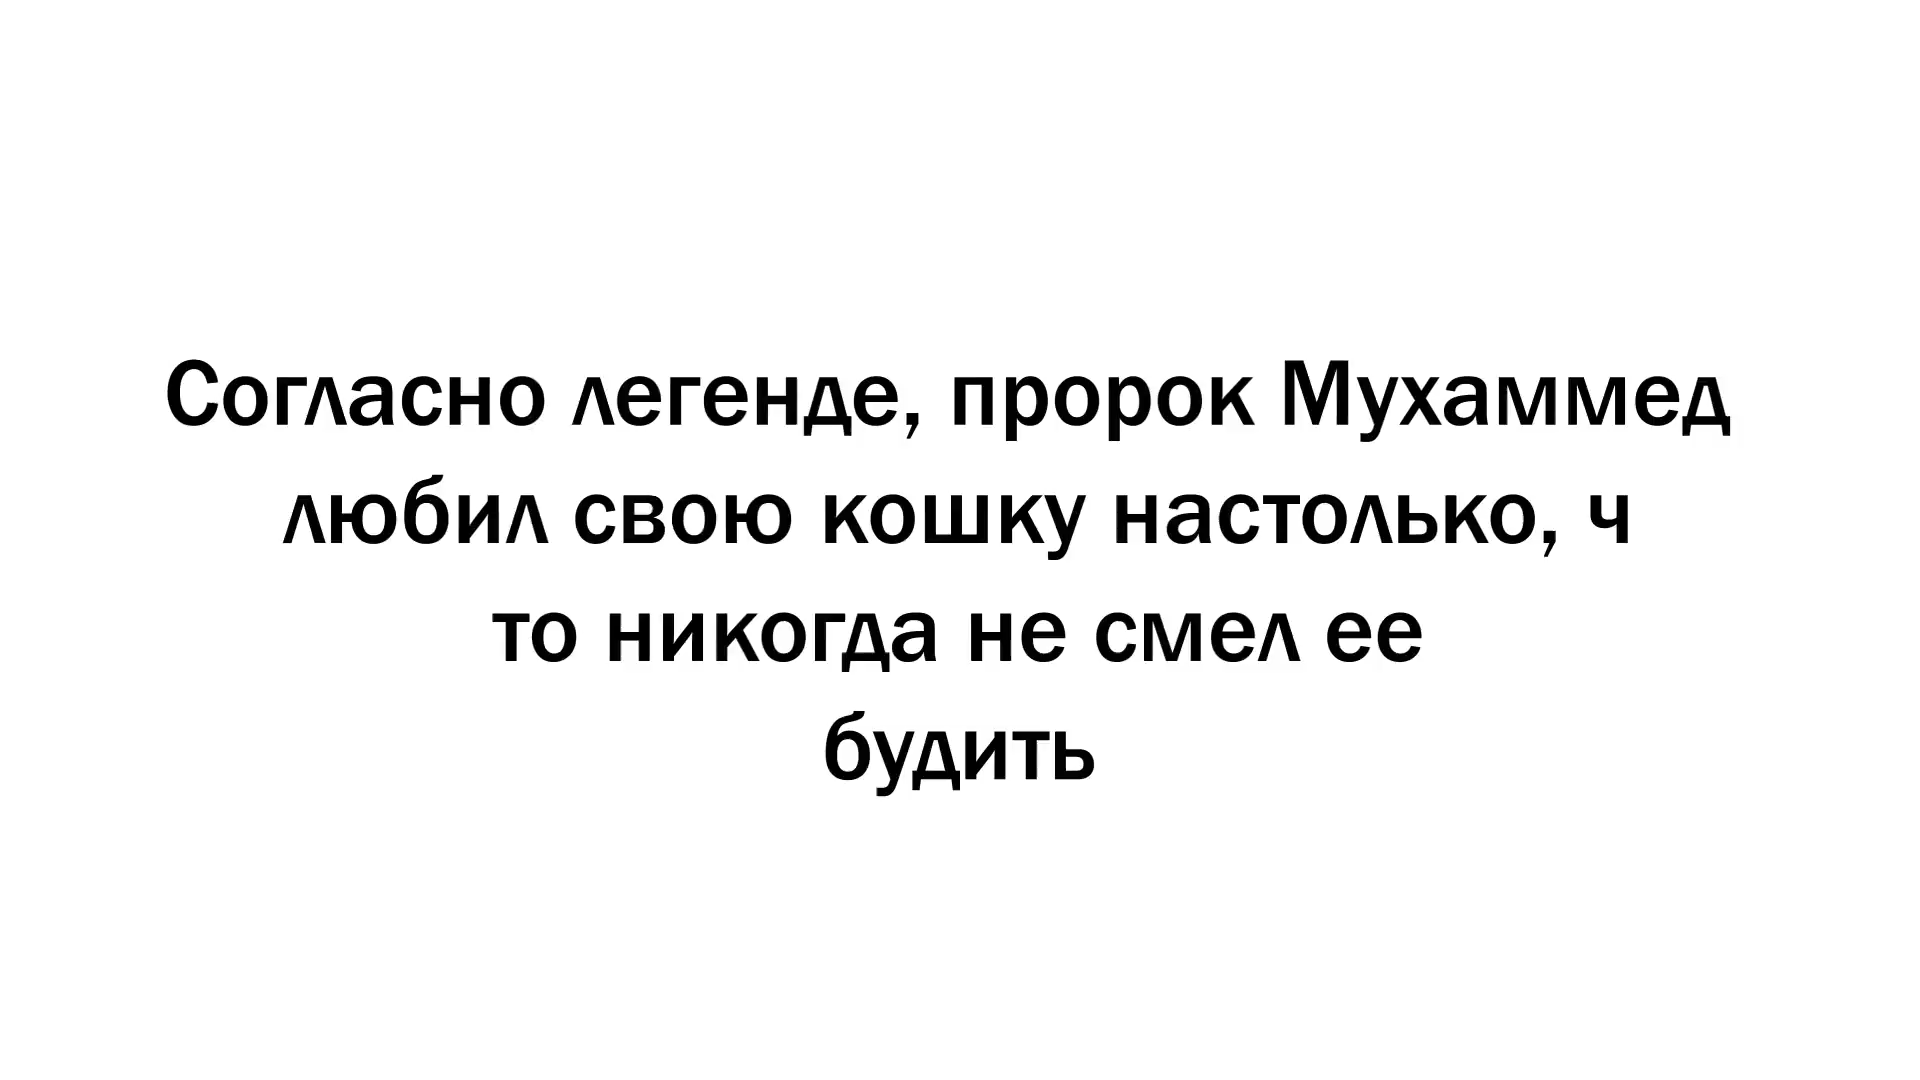 Согласно легенде, пророк Мухаммед
любил свою кошку настолько, ч
то никогда не смел ее
будить